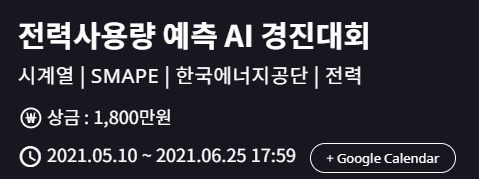 전력사용량 예측 AI 경진대회
시계열 | SMAPE | 한국에너지공단 | 전력
₩ 상금 : 1,800만원
2021.05.10 ~ 2021.06.25 17:59 + Google Calendar